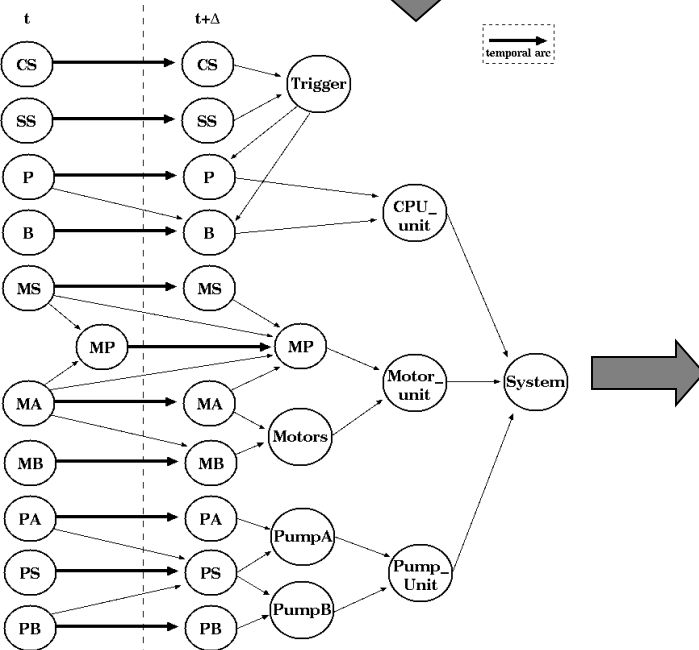 t
t+Δ
temporal arc
CS
CS
Trigger
SS
SS
P
P
CPU_
unit
B
B
MS
MS
MP
MP
Motor_
unit
System
MA
MA
Motors
MB
MB
PA
PA
PumpA
PS
PS
Pump_
Unit
PumpB
PB
PB